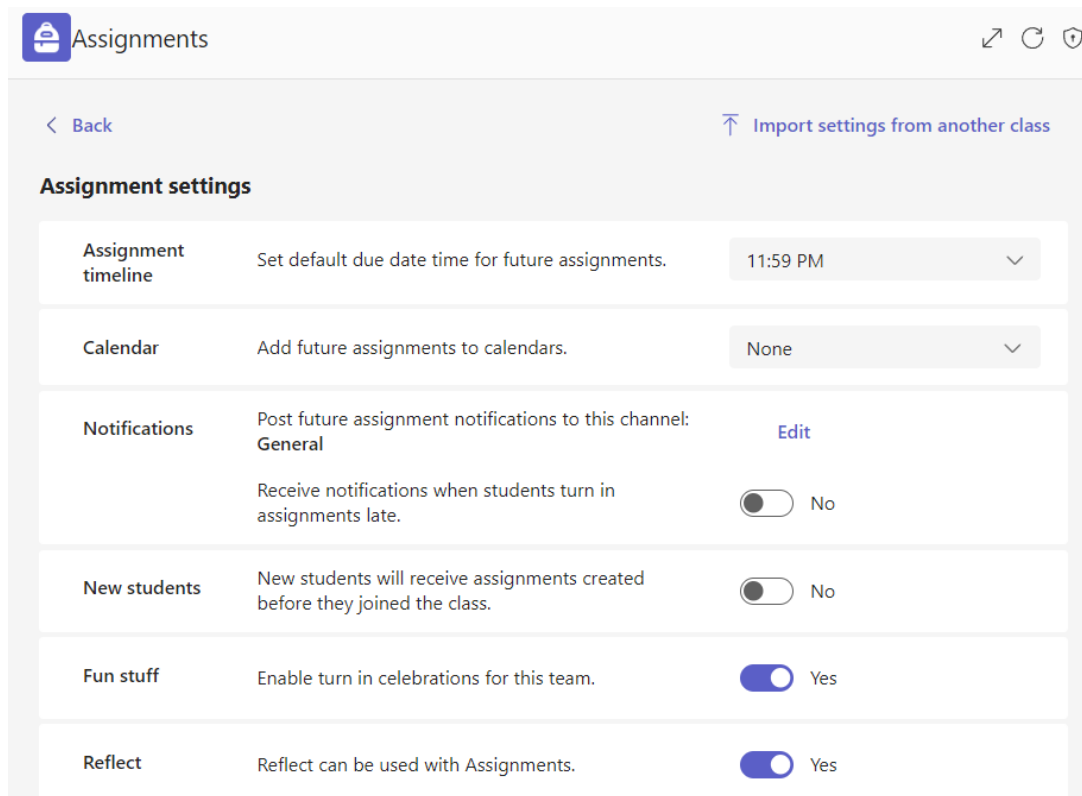 Assignments
Back
Import settings from another class
Assignment settings
Assignment
timeline
Set default due date time for future assignments.
11:59 PM
Calendar
Add future assignments to calendars.
None
Notifications
Post future assignment notifications to this channel:
General
Edit
Receive notifications when students turn in
assignments late.
No
New students
New students will receive assignments created
before they joined the class.
No
Fun stuff
Enable turn in celebrations for this team.
Yes
Reflect
Reflect can be used with Assignments.
Yes